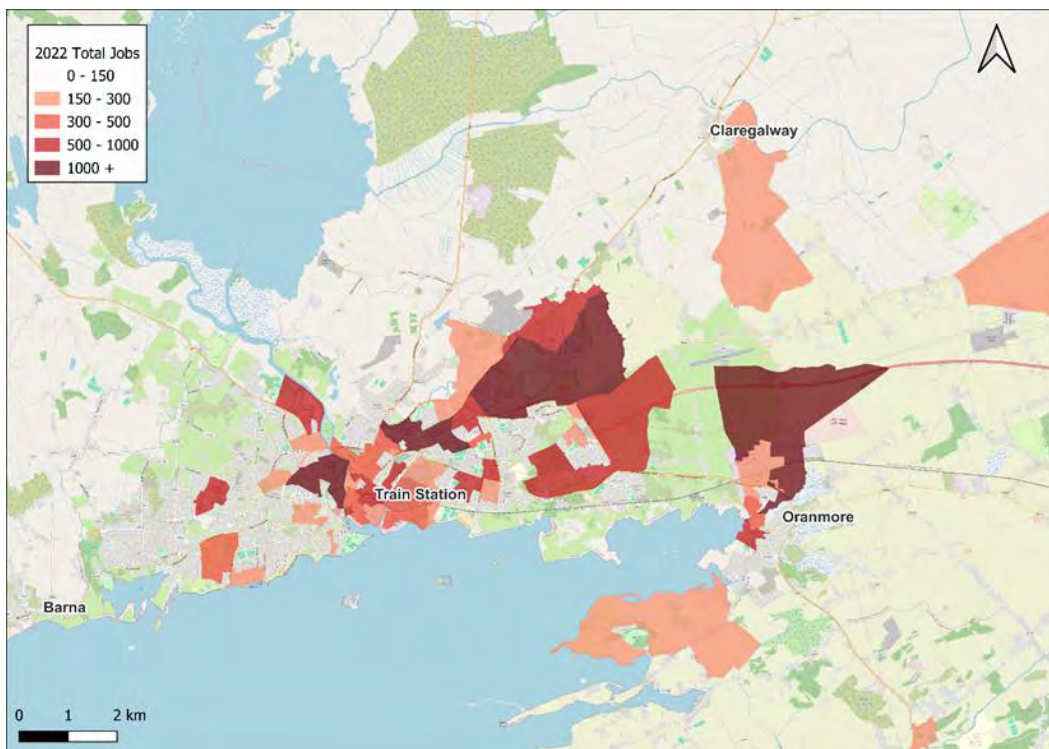 2022 Total Jobs
0 - 150
150 - 300
300 - 500
500 - 1000
1000 +
Claregalway
Train Station
Oranmore
Barna
0 1 2 km